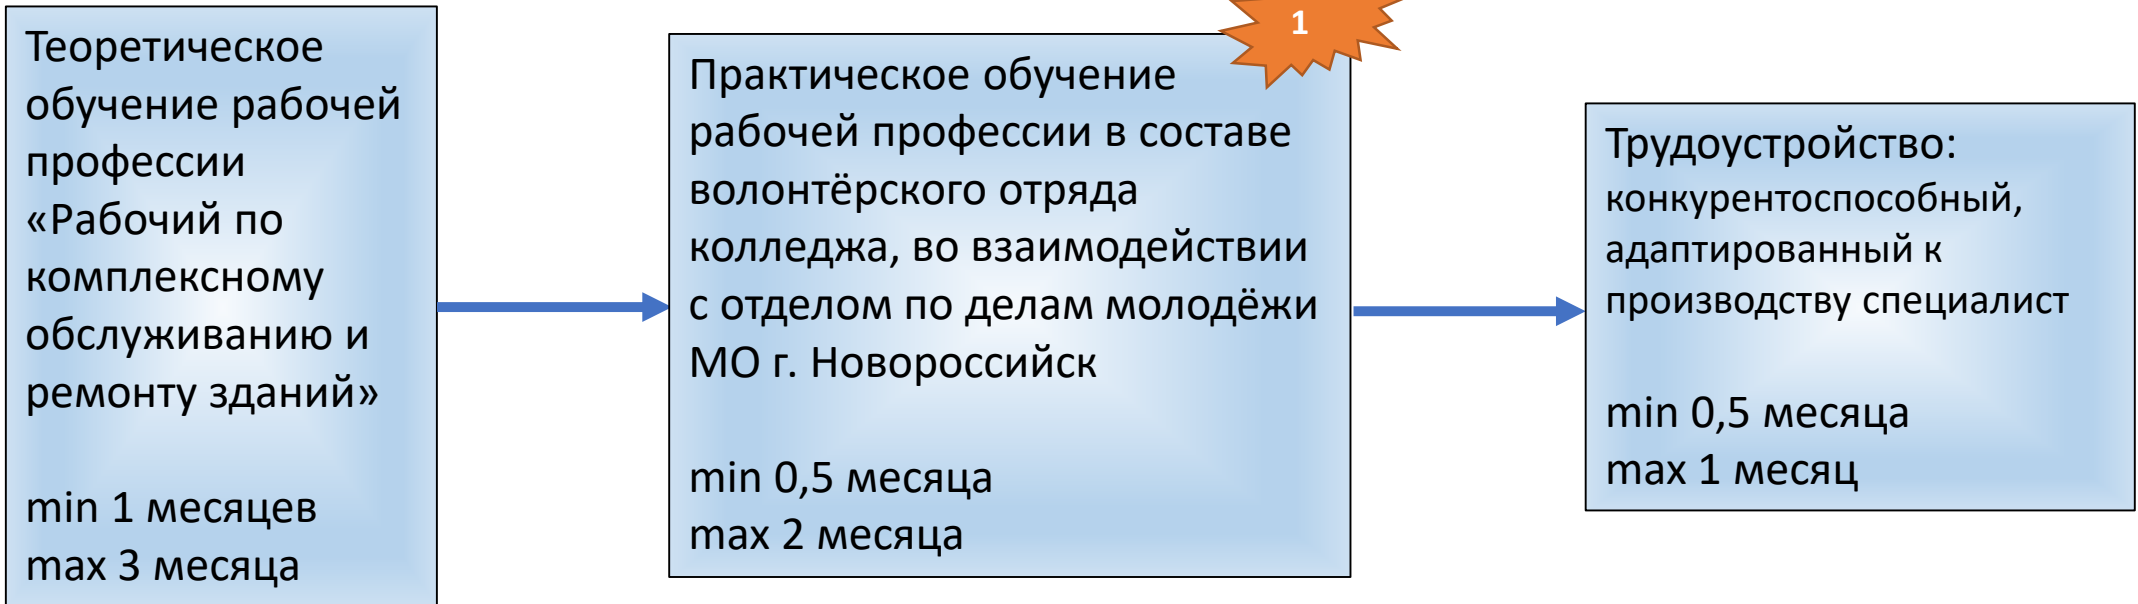 Теоретическое
обучение рабочей
профессии
«Рабочий по
комплексному
обслуживанию и
ремонту зданий»
min 1 месяцев
max 3 месяца
1
Практическое обучение
рабочей профессии в составе
волонтёрского отряда
колледжа, во взаимодействии
с отделом по делам молодёжи
МО г. Новороссийск
min 0,5 месяца
max 2 месяца
Трудоустройство:
конкурентоспособный,
адаптированный к
производству специалист
min 0,5 месяца
max 1 месяц